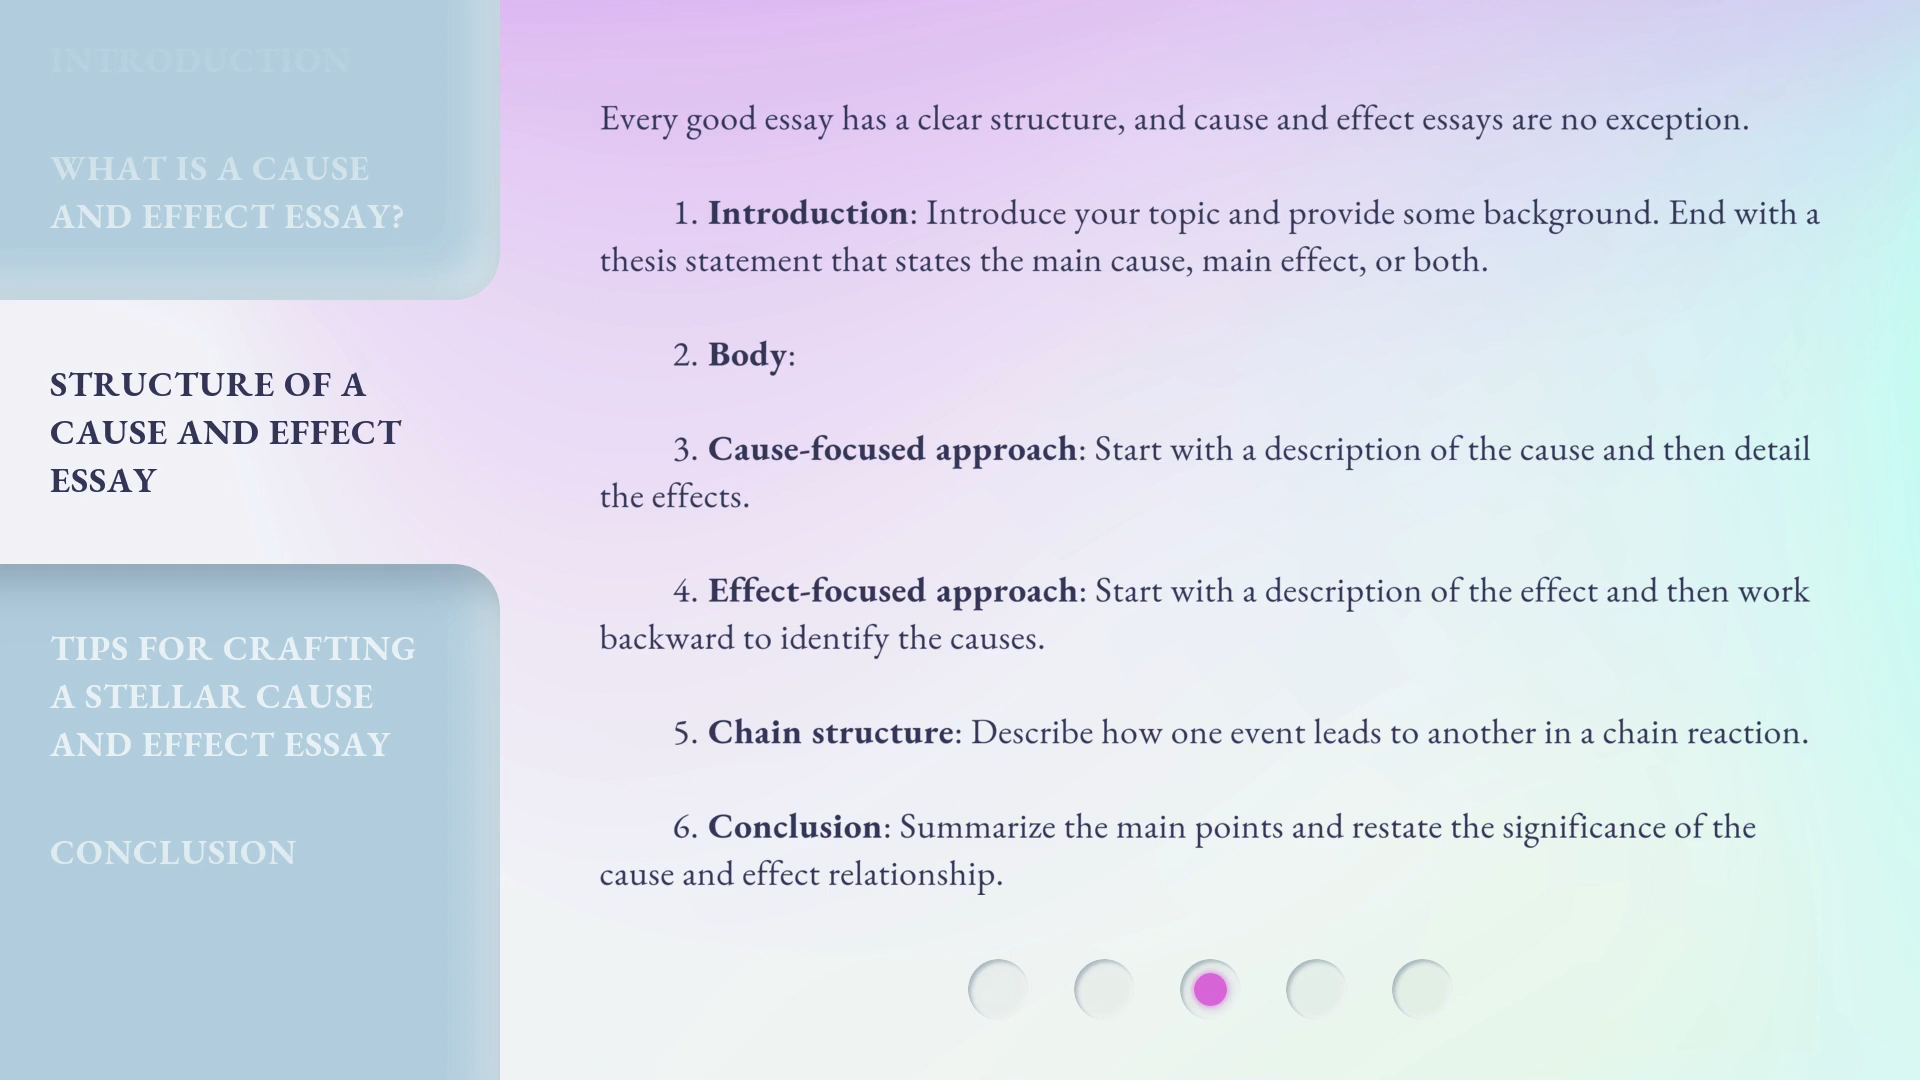 INTRODUCTION
WHAT IS A CAUSE
AND EFFECT ESSAY?
STRUCTURE OF A
CAUSE AND EFFECT
ESSAY
TIPS FOR CRAFTING
A STELLAR CAUSE
AND EFFECT ESSAY
CONCLUSION
Every good essay has a clear structure, and cause and effect essays are no exception.
1. Introduction: Introduce your topic and provide some background. End with a
thesis statement that states the main cause, main effect, or both.
2. Body:
3. Cause-focused approach: Start with a description of the cause and then detail
the effects.
4. Effect-focused approach: Start with a description of the effect and then work
backward to identify the causes.
5. Chain structure: Describe how one event leads to another in a chain reaction.
6. Conclusion: Summarize the main points and restate the significance of the
cause and effect relationship.